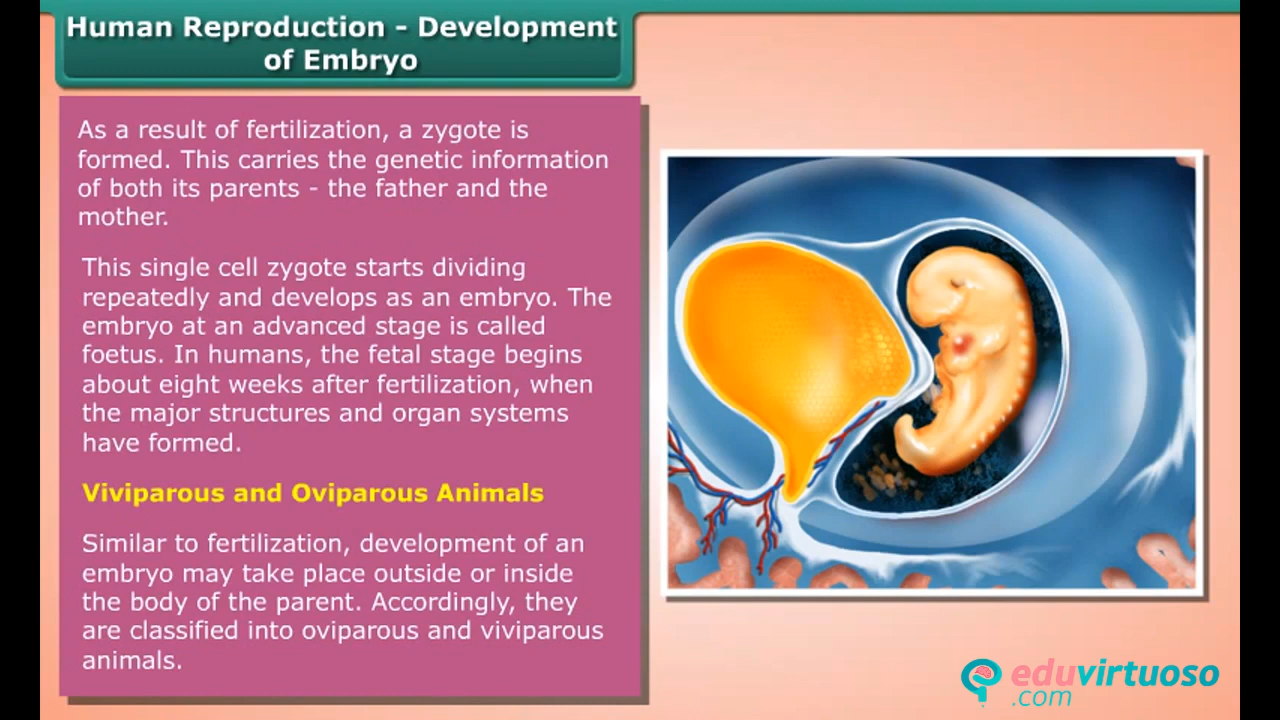 Human Reproduction - Development
of Embryo
As a result of fertilization, a zygote is
formed. This carries the genetic information
of both its parents - the father and the
mother.
This single cell zygote starts dividing
repeatedly and develops as an embryo. The
embryo at an advanced stage is called
foetus. In humans, the fetal stage begins
about eight weeks after fertilization, when
the major structures and organ systems
have formed.
Viviparous and Oviparous Animals
Similar to fertilization, development of an
embryo may take place outside or inside
the body of the parent. Accordingly, they
are classified into oviparous and viviparous
animals.
eduvirtuoso
.com